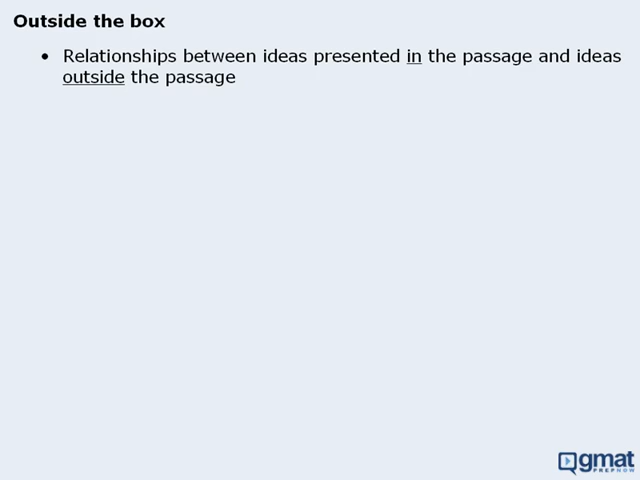 Outside the box
• Relationships between ideas presented in the passage and ideas
outside the passage
gmat
PREPNOW